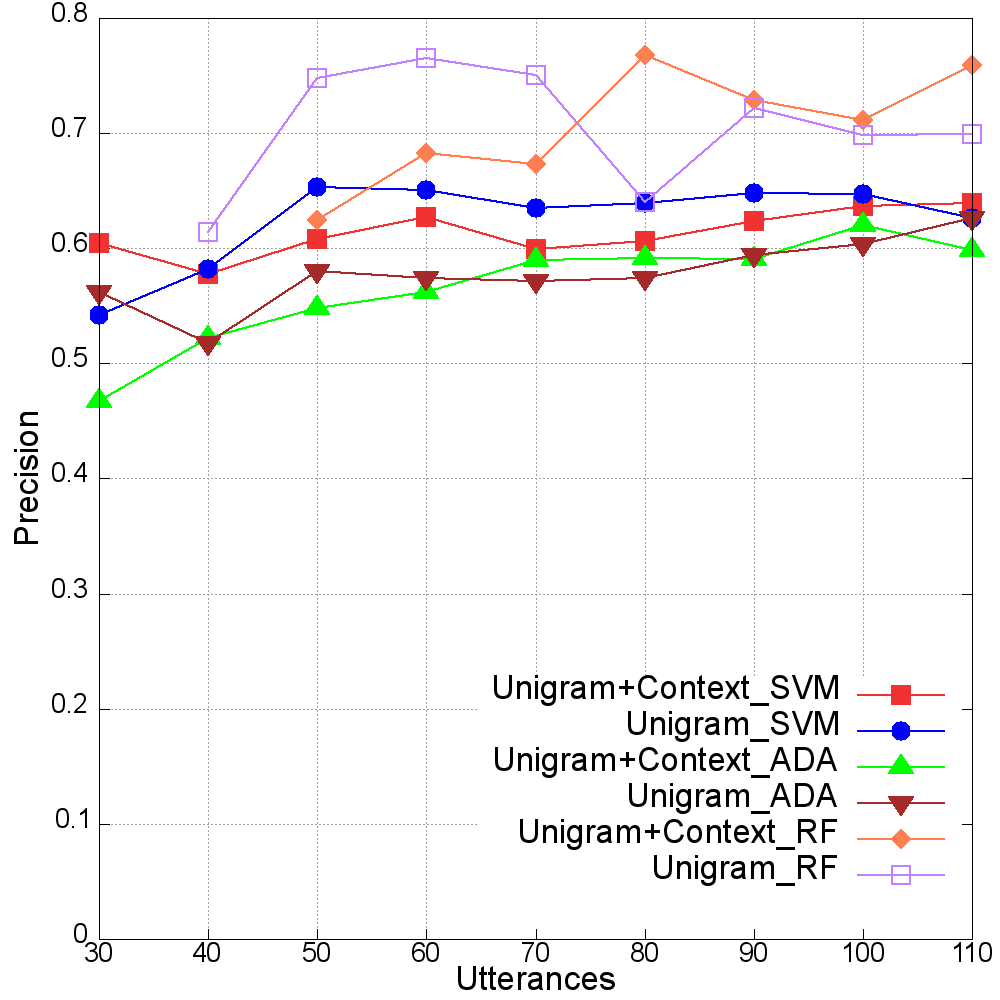 0.8
0.7
0.6
0.5
0.4
0.3
0.2
0.1
0
Precision
Unigram+Context_SVM
Unigram_SVM
Unigram+Context_ADA
Unigram_ADA
Unigram+Context_RF
Unigram_RF
30 40 50 60 70 80 90 100 110
Utterances